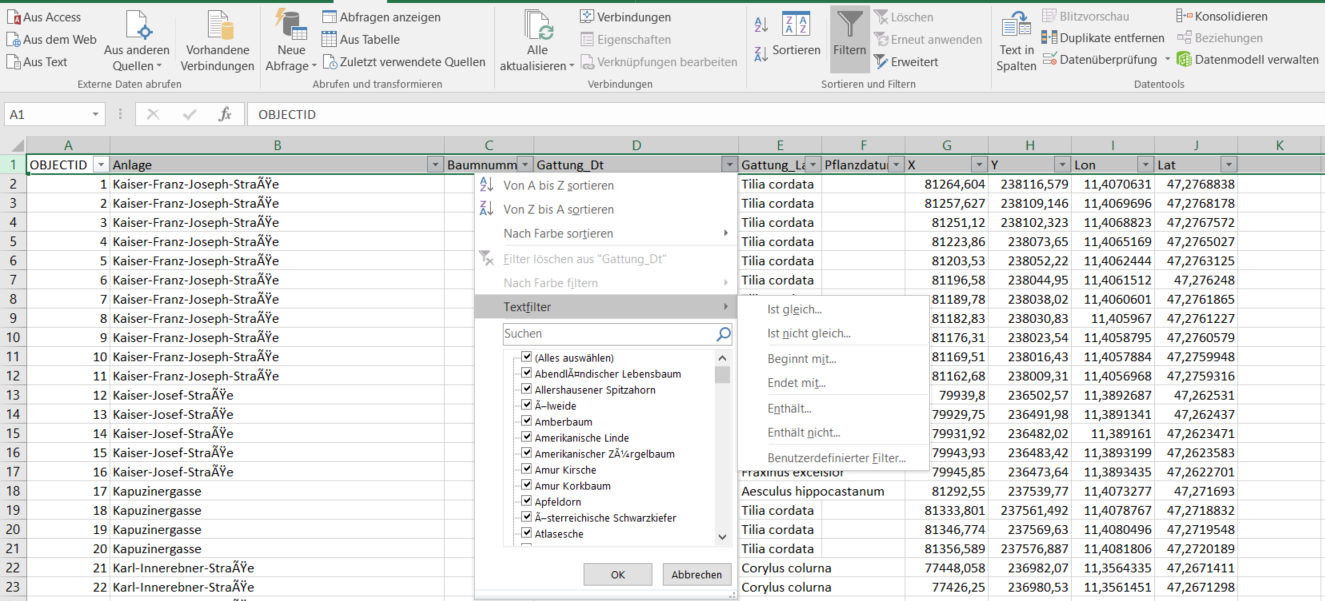 Aus Access
Aus dem Web
Aus Text
Aus anderen
Quellen
Vorhandene
Verbindungen
Externe Daten abrufen
Neue
Abfrage
Abfragen anzeigen
Aus Tabelle
Zuletzt verwendete Quellen
Abrufen und transformieren
Alle
aktualisieren
Verbindungen
Eigenschaften
Verknüpfungen bearbeiten
Verbindungen
Sortieren
Filtern
Löschen
Erneut anwenden
Erweitert
Sortieren und Filtern
Text in
Spalten
Blitzvorschau
Duplikate entfernen
Datenüberprüfung
Konsolidieren
Beziehungen
Datenmodell verwalten
Datentools
A1 fx OBJECTID
A B C D E F G H I J K
1 OBJECTID Anlage Baumnumm Gattung_Dt Gattung_La Pflanzdatu X Y Lon Lat
2 1 Kaiser-Franz-Joseph-StraÃŸe Tilia cordata 81264,604 238116,579 11,4070631 47,2768838
3 2 Kaiser-Franz-Joseph-StraÃŸe Tilia cordata 81257,627 238109,146 11,4069696 47,2768178
4 3 Kaiser-Franz-Joseph-StraÃŸe Tilia cordata 81251,12 238102,323 11,4068823 47,2767572
5 4 Kaiser-Franz-Joseph-StraÃŸe Tilia cordata 81223,86 238073,65 11,4065169 47,2765027
6 5 Kaiser-Franz-Joseph-StraÃŸe Tilia cordata 81203,53 238052,22 11,4062444 47,2763125
7 6 Kaiser-Franz-Joseph-StraÃŸe Tilia cordata 81196,58 238044,95 11,4061512 47,276248
8 7 Kaiser-Franz-Joseph-StraÃŸe 81189,78 238038,02 11,4060601 47,2761865
9 8 Kaiser-Franz-Joseph-StraÃŸe 81182,83 238030,83 11,405967 47,2761227
10 9 Kaiser-Franz-Joseph-StraÃŸe 81176,31 238023,54 11,4058795 47,2760579
11 10 Kaiser-Franz-Joseph-StraÃŸe 81169,51 238016,43 11,4057884 47,2759948
12 11 Kaiser-Franz-Joseph-StraÃŸe 81162,68 238009,31 11,4056968 47,2759316
13 12 Kaiser-Josef-StraÃŸe 79939,8 236502,57 11,3892687 47,262531
14 13 Kaiser-Josef-StraÃŸe 79929,75 236491,98 11,3891341 47,262437
15 14 Kaiser-Josef-StraÃŸe 79931,92 236482,02 11,389161 47,2623471
16 15 Kaiser-Josef-StraÃŸe 79943,93 236483,42 11,3893199 47,2623583
17 16 Kaiser-Josef-StraÃŸe Fraxinus excelsior 79945,85 236473,64 11,3893435 47,2622701
18 17 Kapuzinergasse Aesculus hippocastanum 81292,55 237539,77 11,4073277 47,271693
19 18 Kapuzinergasse Tilia cordata 81333,801 237561,492 11,4078767 47,2718832
20 19 Kapuzinergasse Tilia cordata 81346,774 237569,63 11,4080496 47,2719548
21 20 Kapuzinergasse Tilia cordata 81356,589 237576,887 11,4081806 47,2720189
22 21 Karl-Innerebner-StraÃŸe Corylus colurna 77448,058 236982,07 11,3564335 47,2671411
23 22 Karl-Innerebner-StraÃŸe Corylus colurna 77426,25 236980,53 11,3561451 47,2671298
Von A bis Z sortieren
Von Z bis A sortieren
Nach Farbe sortieren
Filter löschen aus "Gattung_Dt"
Nach Farbe filtern
Textfilter
Suchen
(Alles auswählen)
AbendlÃ¤ndischer Lebensbaum
Allershausener Spitzahorn
Ã–lweide
Amberbaum
Amerikanische Linde
Amerikanischer ZÃ¼rgelbaum
Amur Kirsche
Amur Korkbaum
Apfeldorn
Ã–sterreichische Schwarzkiefer
Atlasesche
OK Abbrechen
Ist gleich...
Ist nicht gleich...
Beginnt mit...
Endet mit...
Enthält...
Enthält nicht...
Benutzerdefinierter Filter...